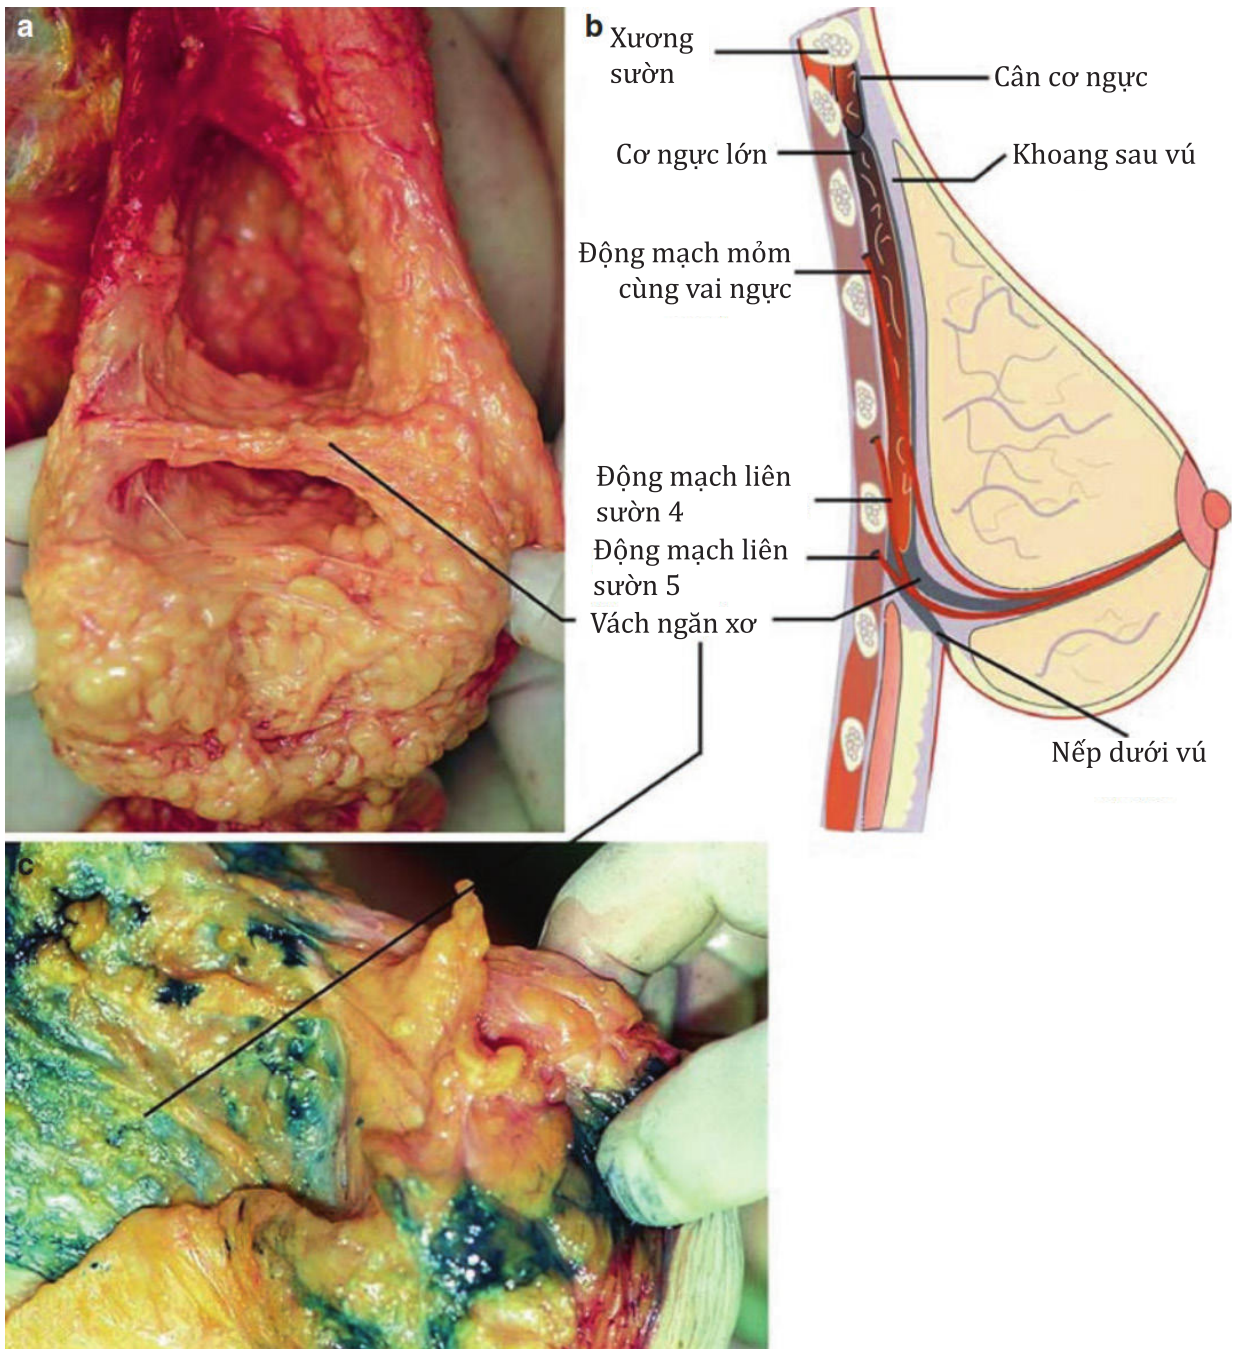 a
b
Xương
sườn
Cân cơ ngực
Cơ ngực lớn
Khoang sau vú
Động mạch mỏm
cùng vai ngực
Động mạch liên
sườn 4
Động mạch liên
sườn 5
Vách ngăn xơ
Nếp dưới vú
c